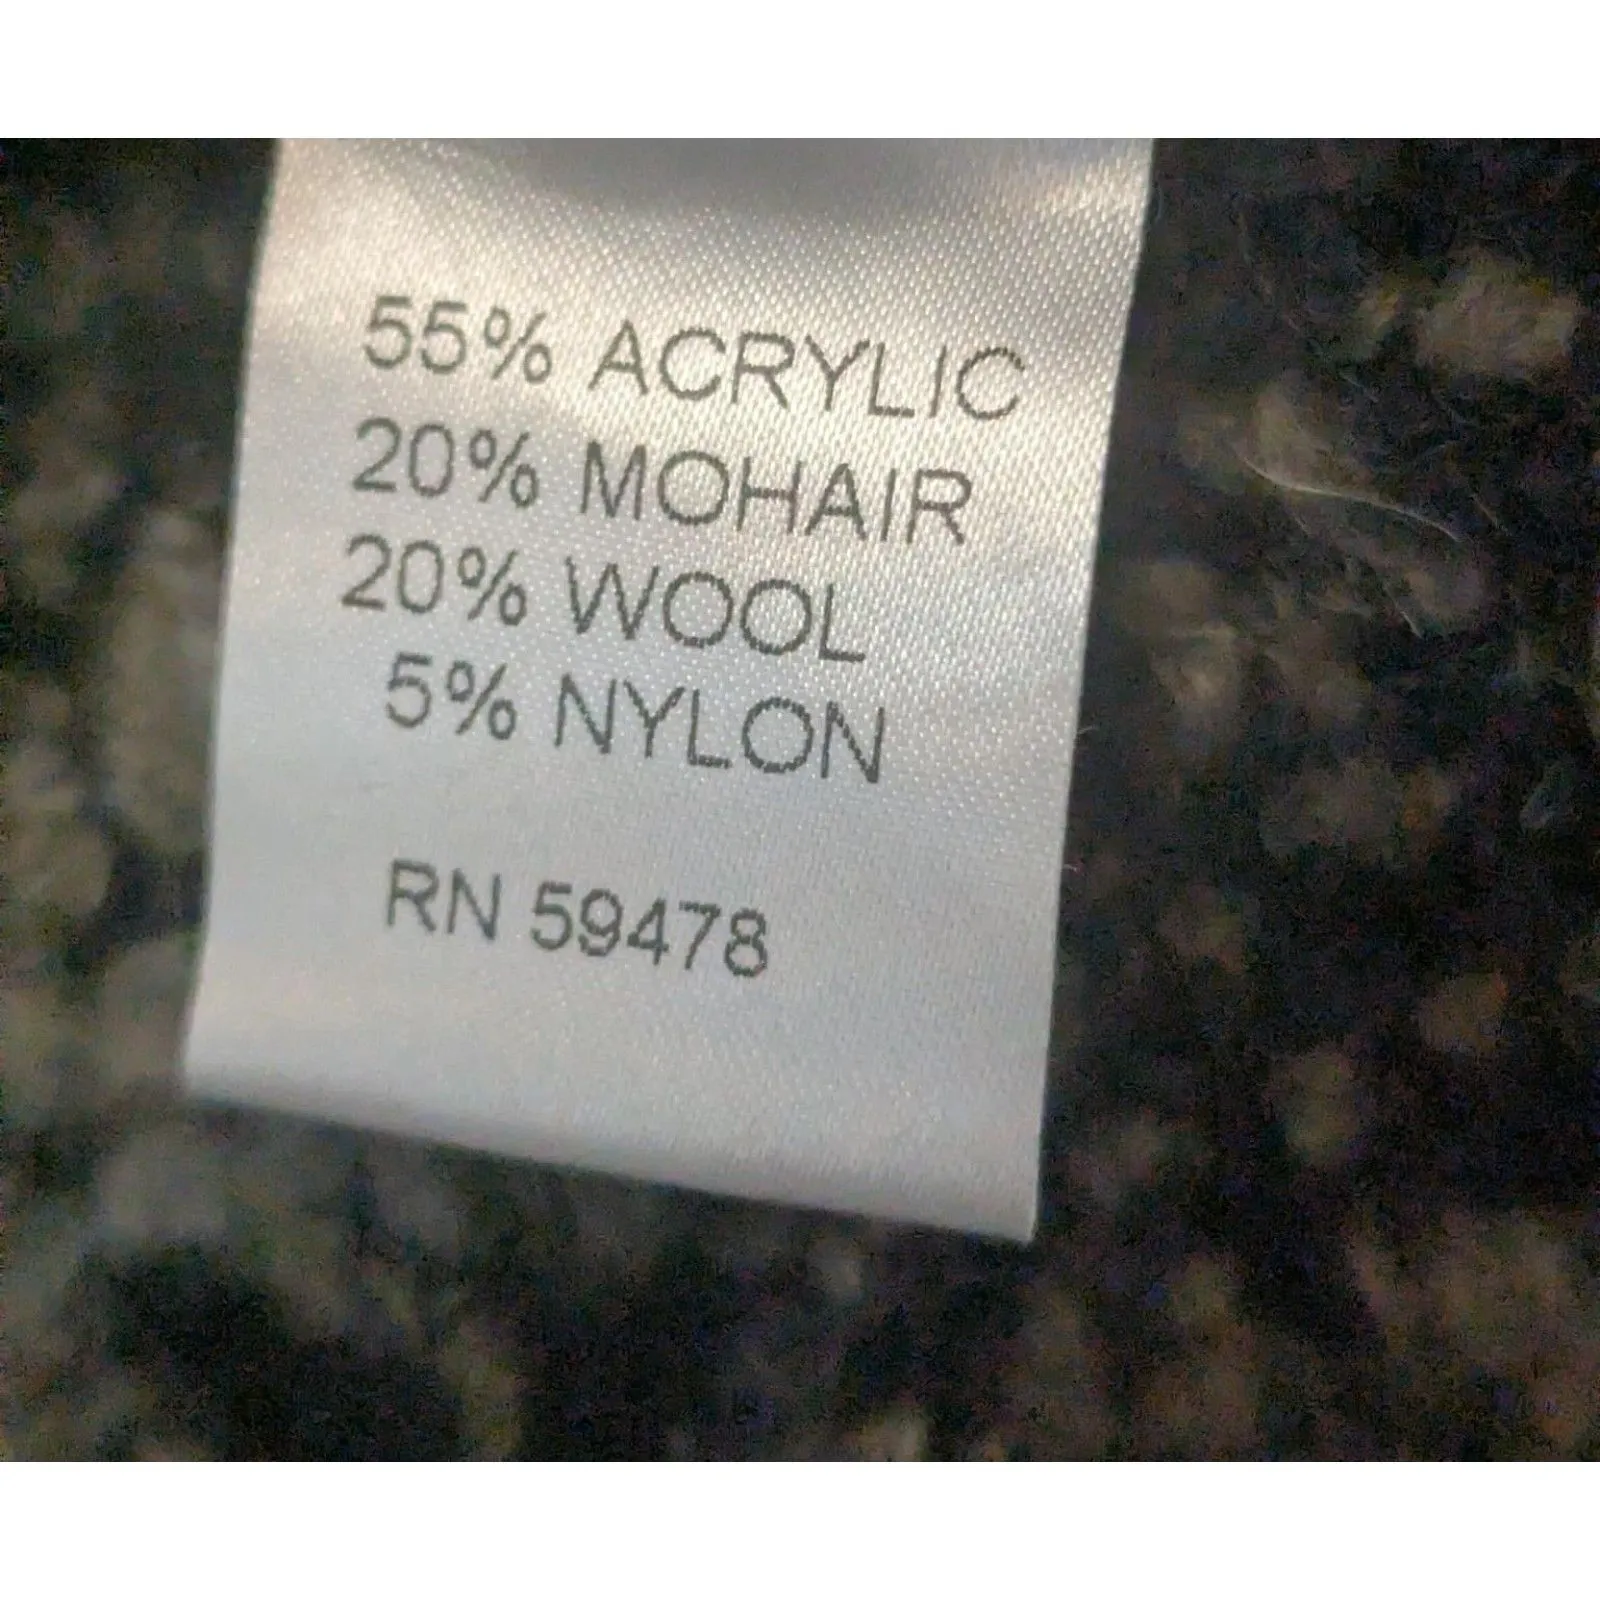 55% ACRYLIC
20% MOHAIR
20% WOOL
5% NYLON
RN 59478